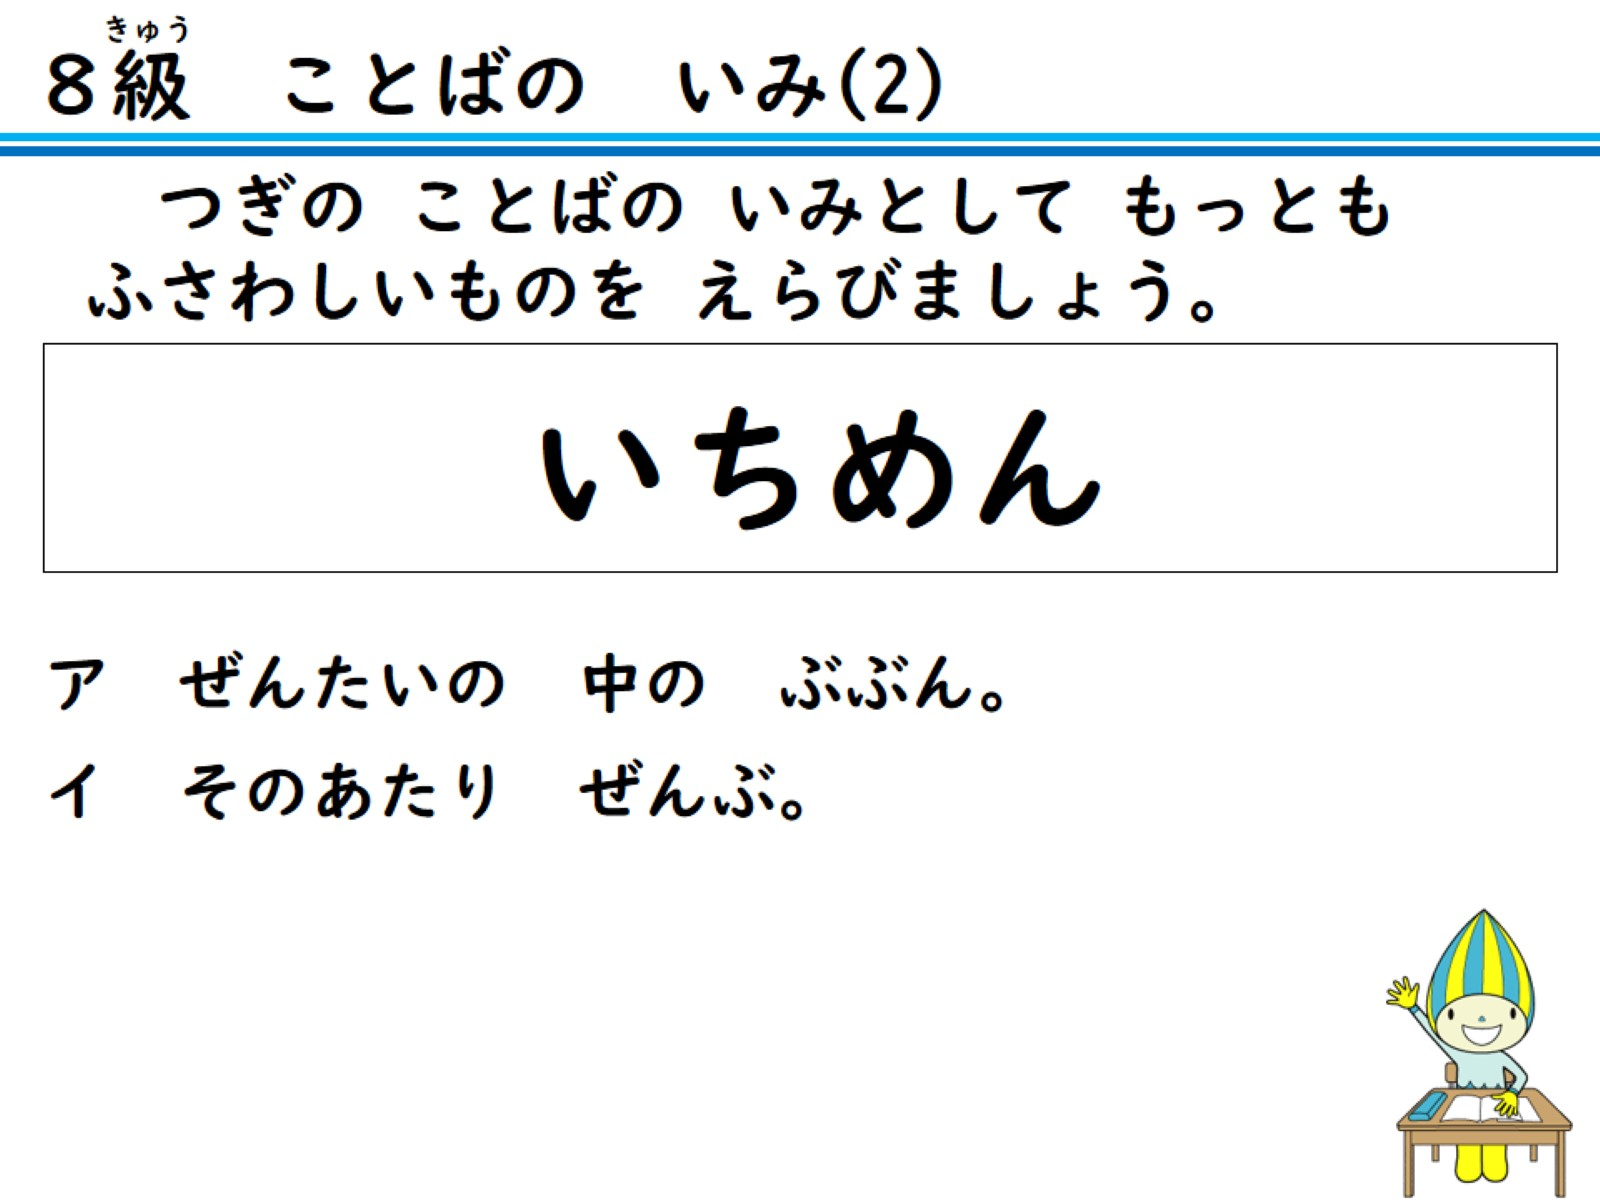 きゅう
８級　ことばの　いみ(2)
つぎの ことばの いみとして もっとも
ふさわしいものを えらびましょう。
いちめん
ア　ぜんたいの　中の　ぶぶん。
イ　そのあたり　ぜんぶ。